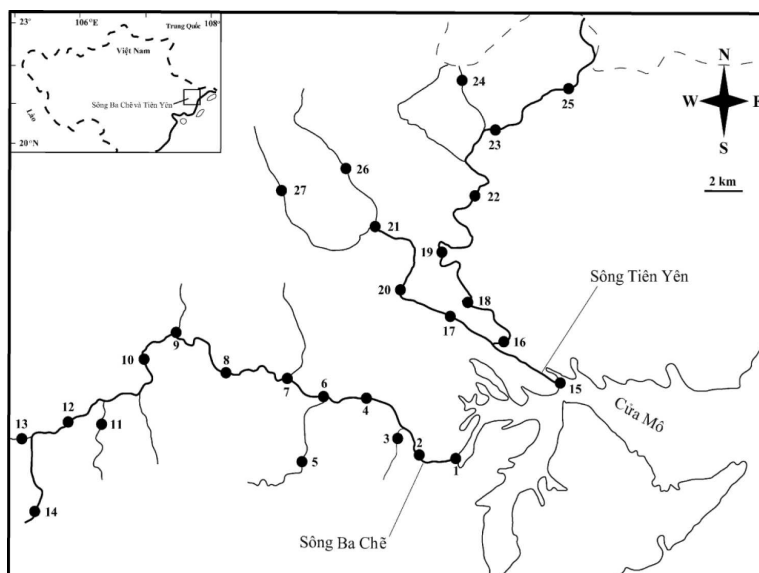 23°
106°E
Trung Quốc
108°
Việt Nam
Lào
Sông Ba Chẽ và Tiên Yên
20°N
N
W E
S
2 km
24
25
23
26
27
22
21
19
20
18
Sông Tiên Yên
17
16
15
Cửa Mô
9
10
8
7
6
4
13
12
11
3
2
1
5
14
Sông Ba Chẽ